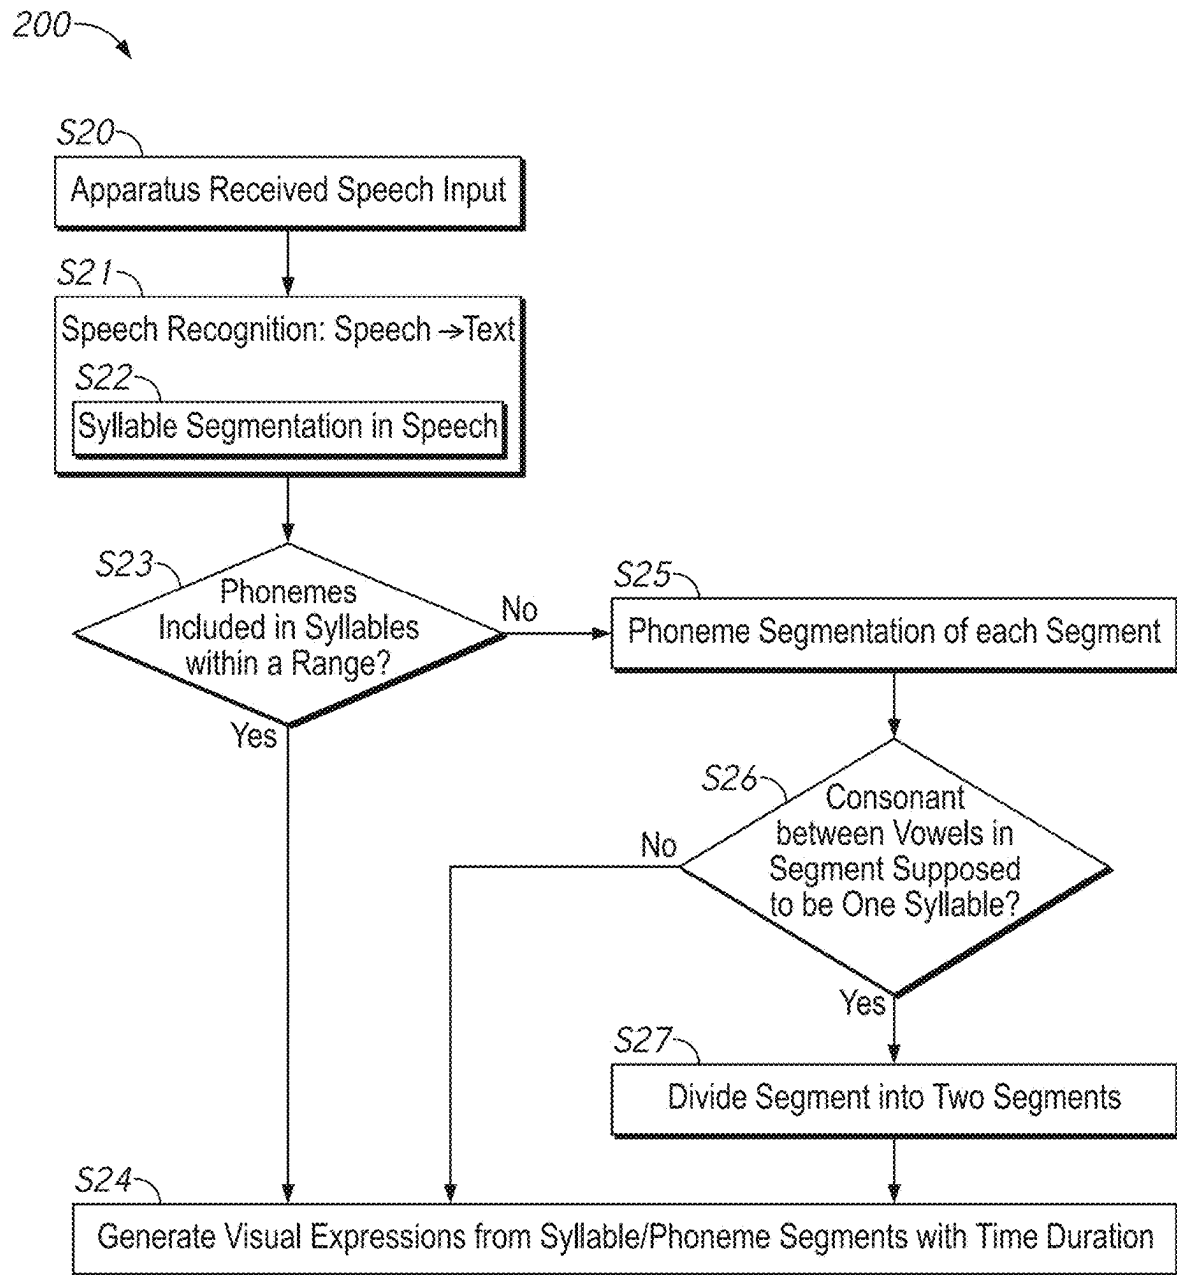 200
S20
Apparatus Received Speech Input
S21
Speech Recognition: Speech →Text
S22
Syllable Segmentation in Speech
S23
Phonemes
Included in Syllables
within a Range?
No
Yes
S25
Phoneme Segmentation of each Segment
S26
Consonant
between Vowels in
Segment Supposed
to be One Syllable?
No
Yes
S27
Divide Segment into Two Segments
S24
Generate Visual Expressions from Syllable/Phoneme Segments with Time Duration